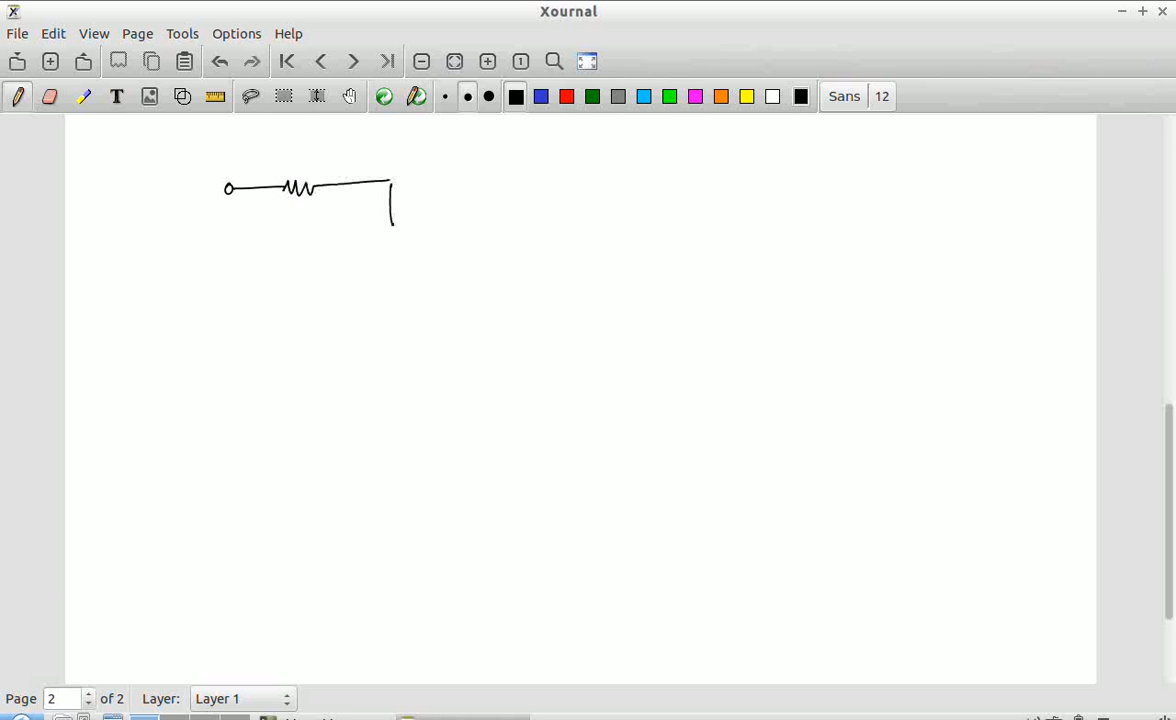 Xournal
File Edit View Page Tools Options Help
T Sans 12
Page 2 of 2 Layer: Layer 1